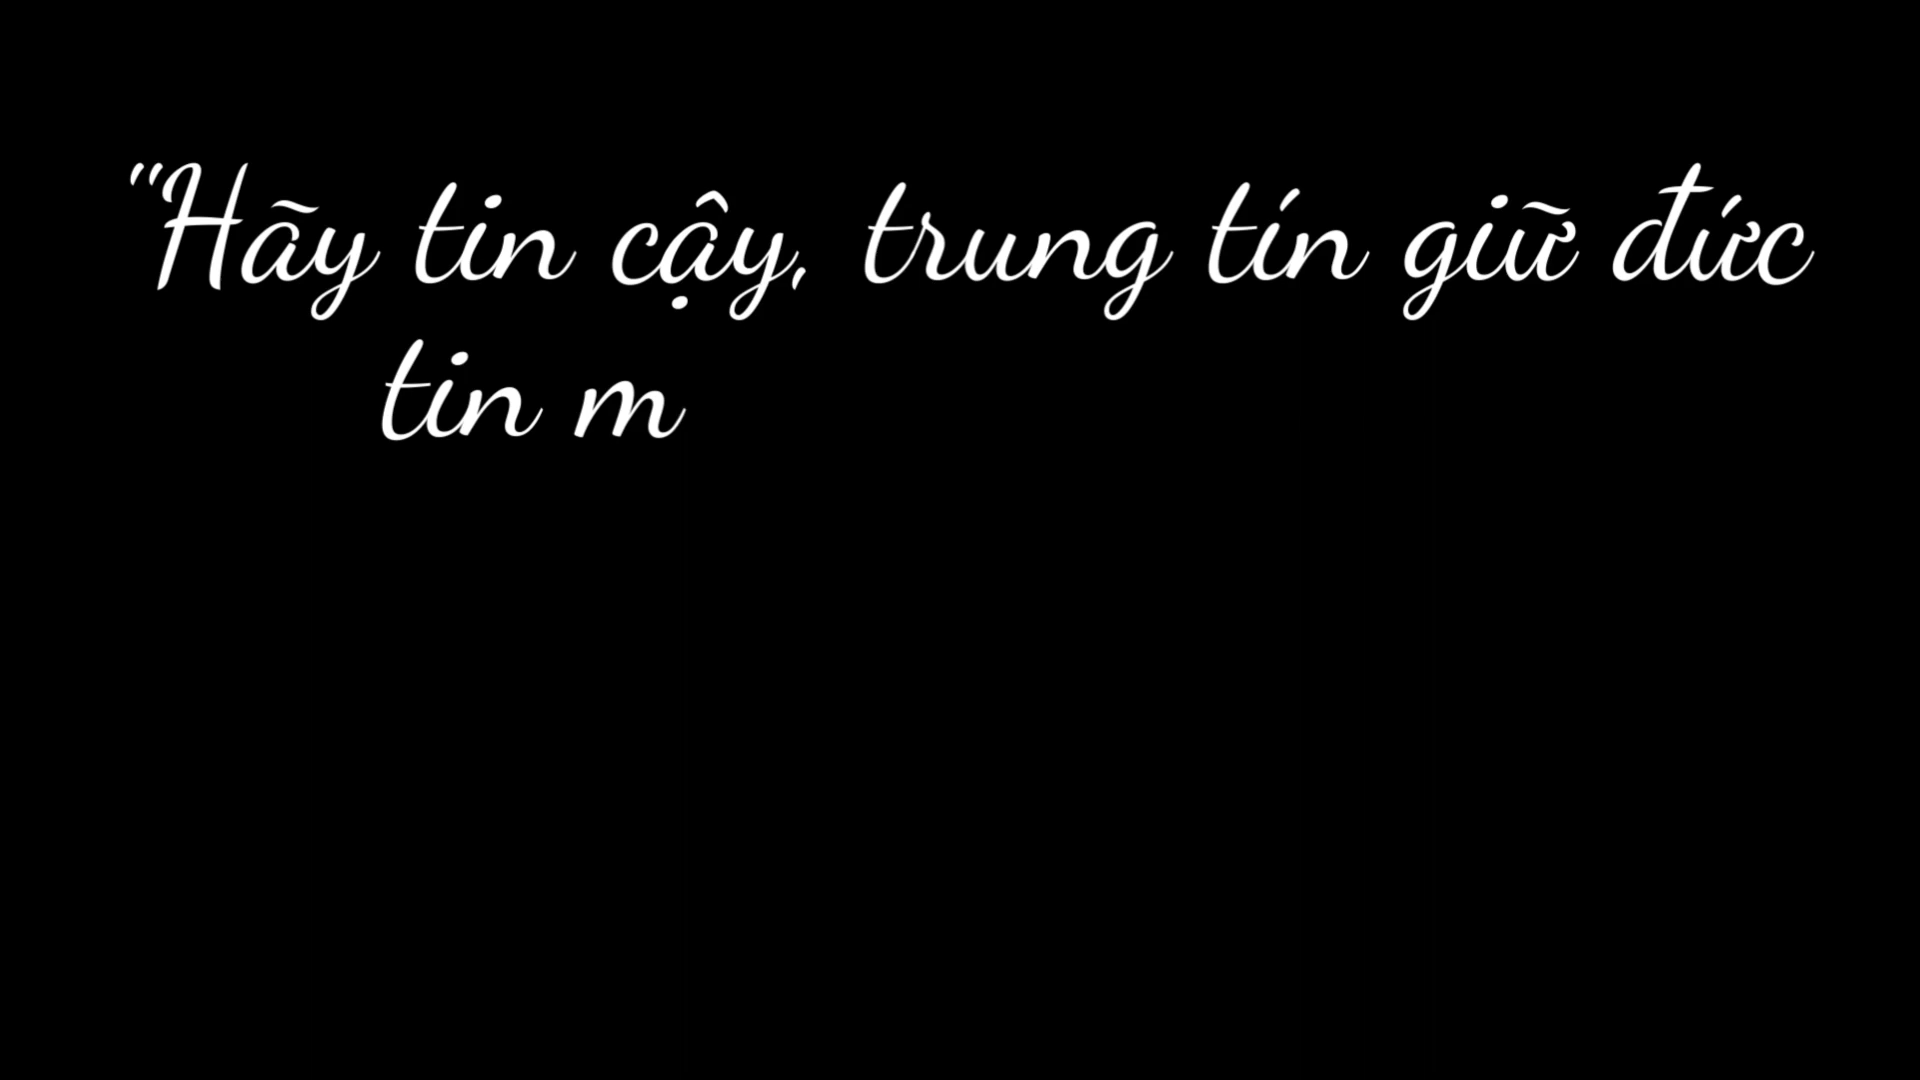 "Hãy tin cậy, trung tín giữ đức
tin m